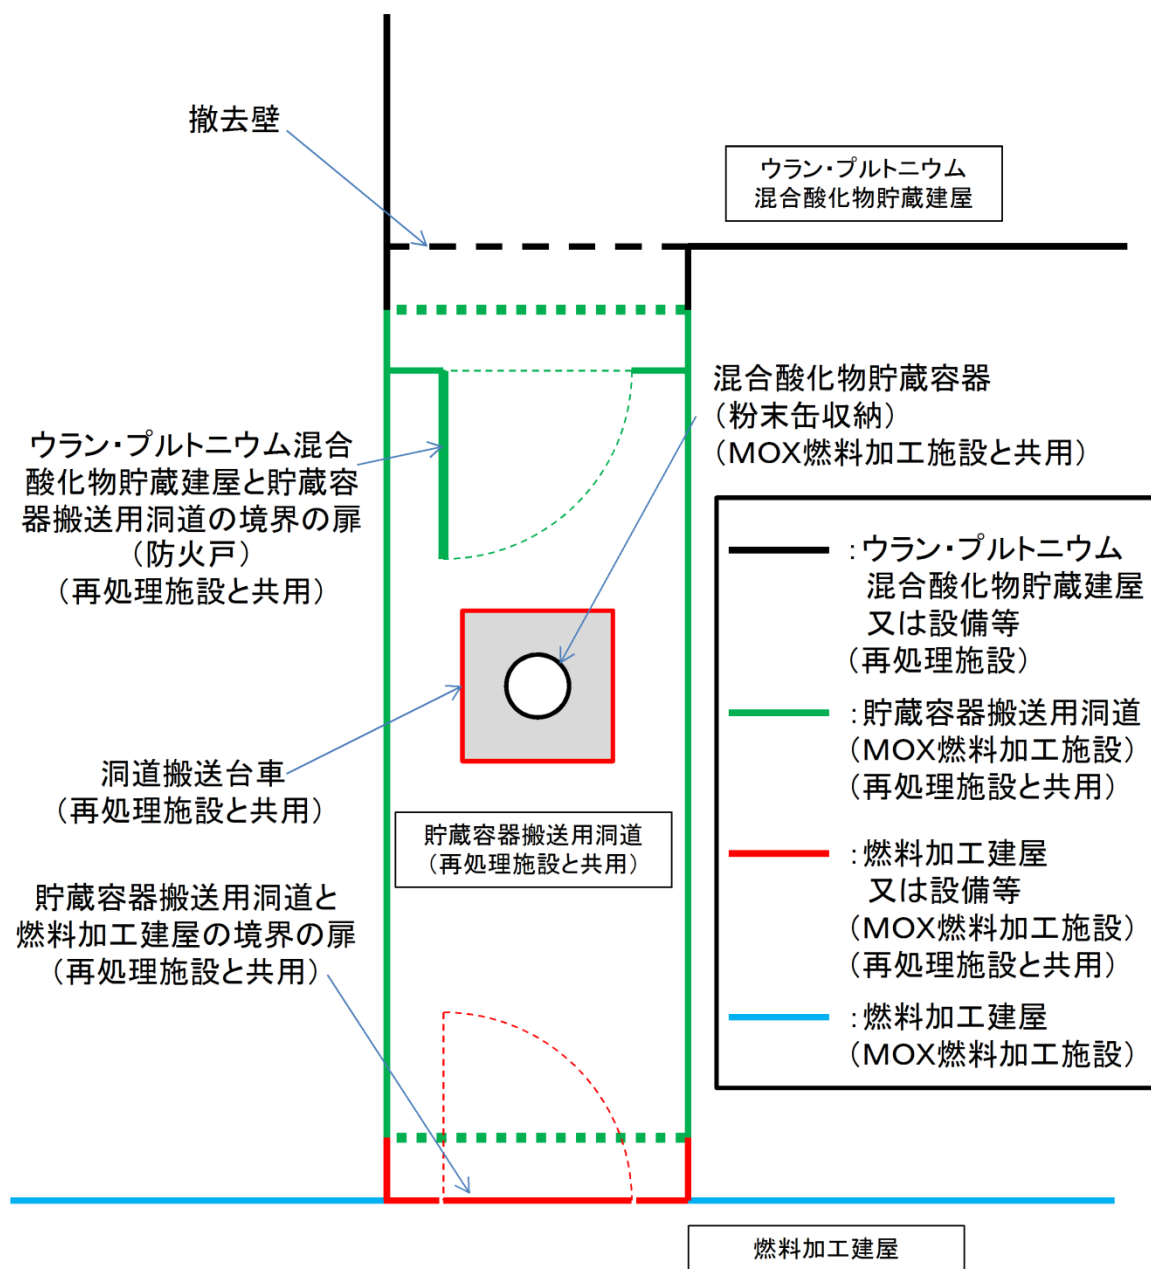 撤去壁
ウラン・プルトニウム
混合酸化物貯蔵建屋
混合酸化物貯蔵容器
(粉末缶収納)
(MOX燃料加工施設と共用)
ウラン・プルトニウム混合
酸化物貯蔵建屋と貯蔵容
器搬送用洞道の境界の扉
(防火戸)
(再処理施設と共用)
洞道搬送台車
(再処理施設と共用)
貯蔵容器搬送用洞道
(再処理施設と共用)
貯蔵容器搬送用洞道と
燃料加工建屋の境界の扉
(再処理施設と共用)
:ウラン・プルトニウム
混合酸化物貯蔵建屋
又は設備等
(再処理施設)
:貯蔵容器搬送用洞道
(MOX燃料加工施設)
(再処理施設と共用)
:燃料加工建屋
又は設備等
(MOX燃料加工施設)
(再処理施設と共用)
:燃料加工建屋
(MOX燃料加工施設)
燃料加工建屋